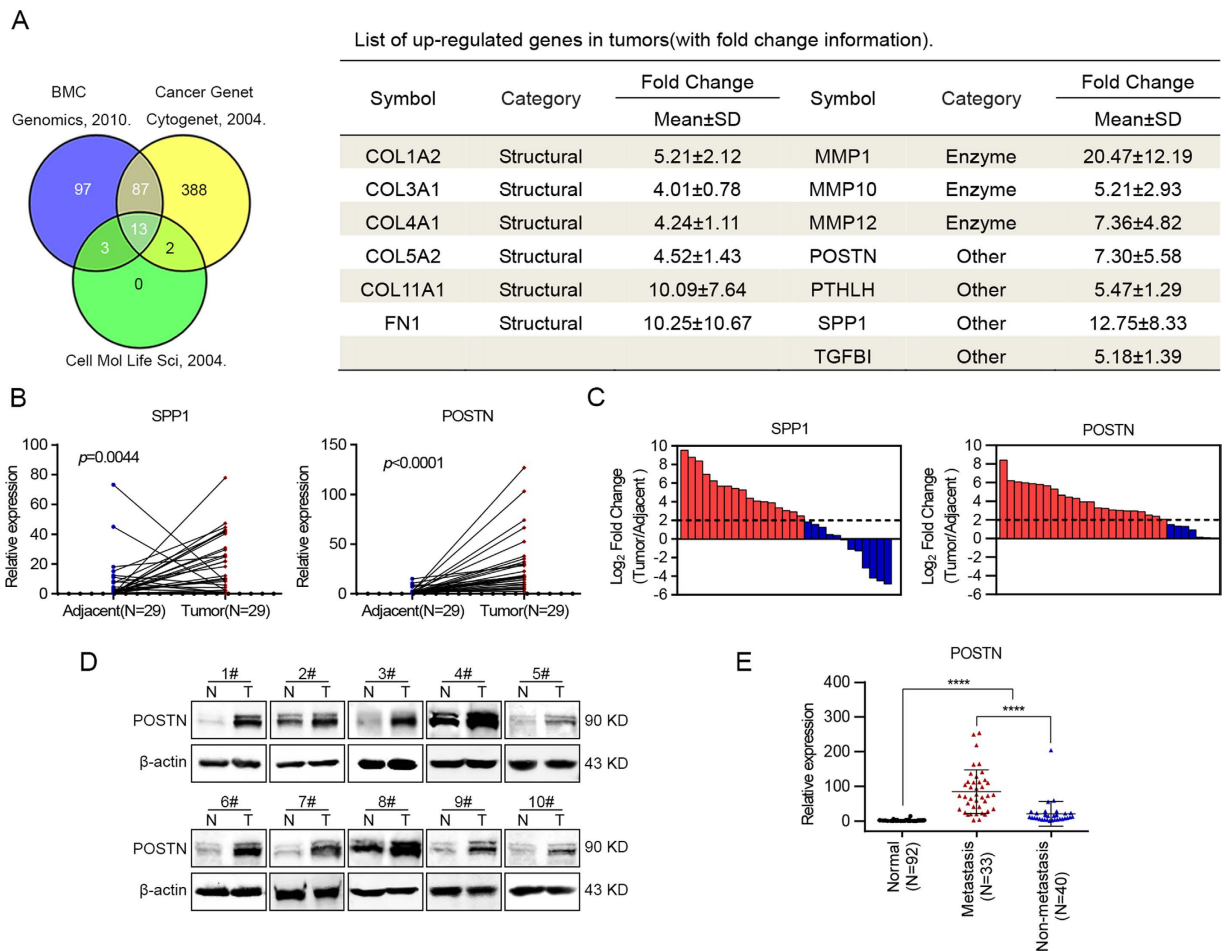 A
List of up-regulated genes in tumors(with fold change information).
BMC
Genomics, 2010.
Cancer Genet
Cytogenet, 2004.
97
87
388
13
3
2
0
Cell Mol Life Sci, 2004.
Symbol Category Fold Change Symbol Category Fold Change
Mean±SD Mean±SD
COL1A2 Structural 5.21±2.12 MMP1 Enzyme 20.47±12.19
COL3A1 Structural 4.01±0.78 MMP10 Enzyme 5.21±2.93
COL4A1 Structural 4.24±1.11 MMP12 Enzyme 7.36±4.82
COL5A2 Structural 4.52±1.43 POSTN Other 7.30±5.58
COL11A1 Structural 10.09±7.64 PTHLH Other 5.47±1.29
FN1 Structural 10.25±10.67 SPP1 Other 12.75±8.33
TGFBI Other 5.18±1.39
B
SPP1
Relative expression
100
80
60
40
20
0
p=0.0044
Adjacent(N=29) Tumor(N=29)
POSTN
Relative expression
150
100
50
0
p<0.0001
Adjacent(N=29) Tumor(N=29)
C
SPP1
Log2 Fold Change
(Tumor/Adjacent )
10
8
6
4
2
0
-2
-4
-6
POSTN
Log2 Fold Change
(Tumor/Adjacent )
10
8
6
4
2
0
-2
-4
-6
D
1# 2# 3# 4# 5#
N T N T N T N T N T
POSTN 90 KD
β-actin 43 KD
6# 7# 8# 9# 10#
N T N T N T N T N T
POSTN 90 KD
β-actin 43 KD
E
POSTN
Relative expression
400
300
200
100
0
****
****
Normal
(N=92)
Metastasis
(N=33)
Non-metastasis
(N=40)